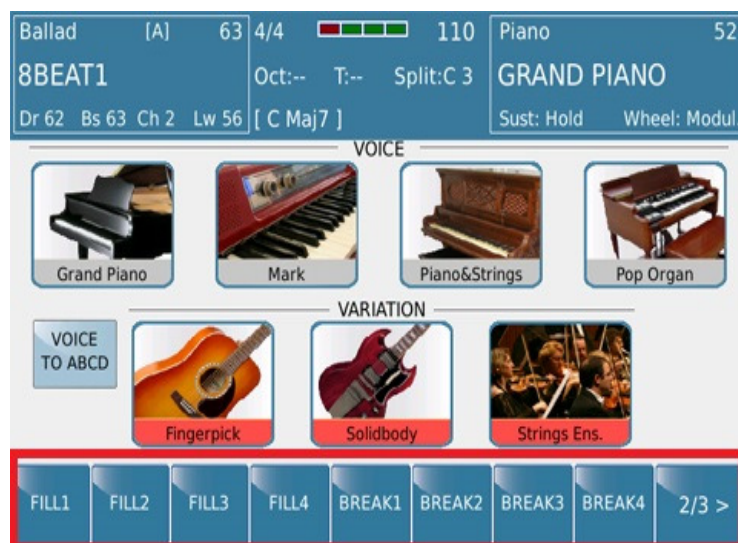 Ballad [A] 63 4/4 110 Piano 52
8BEAT1 Oct:-- T:-- Split:C 3 GRAND PIANO
Dr 62 Bs 63 Ch 2 Lw 56 [ C Maj7 ] Sust: Hold Wheel: Modul.
VOICE
Grand Piano Mark Piano&Strings Pop Organ
VARIATION
VOICE
TO ABCD
Fingerpick Solidbody Strings Ens.
FILL1 FILL2 FILL3 FILL4 BREAK1 BREAK2 BREAK3 BREAK4 2/3 >